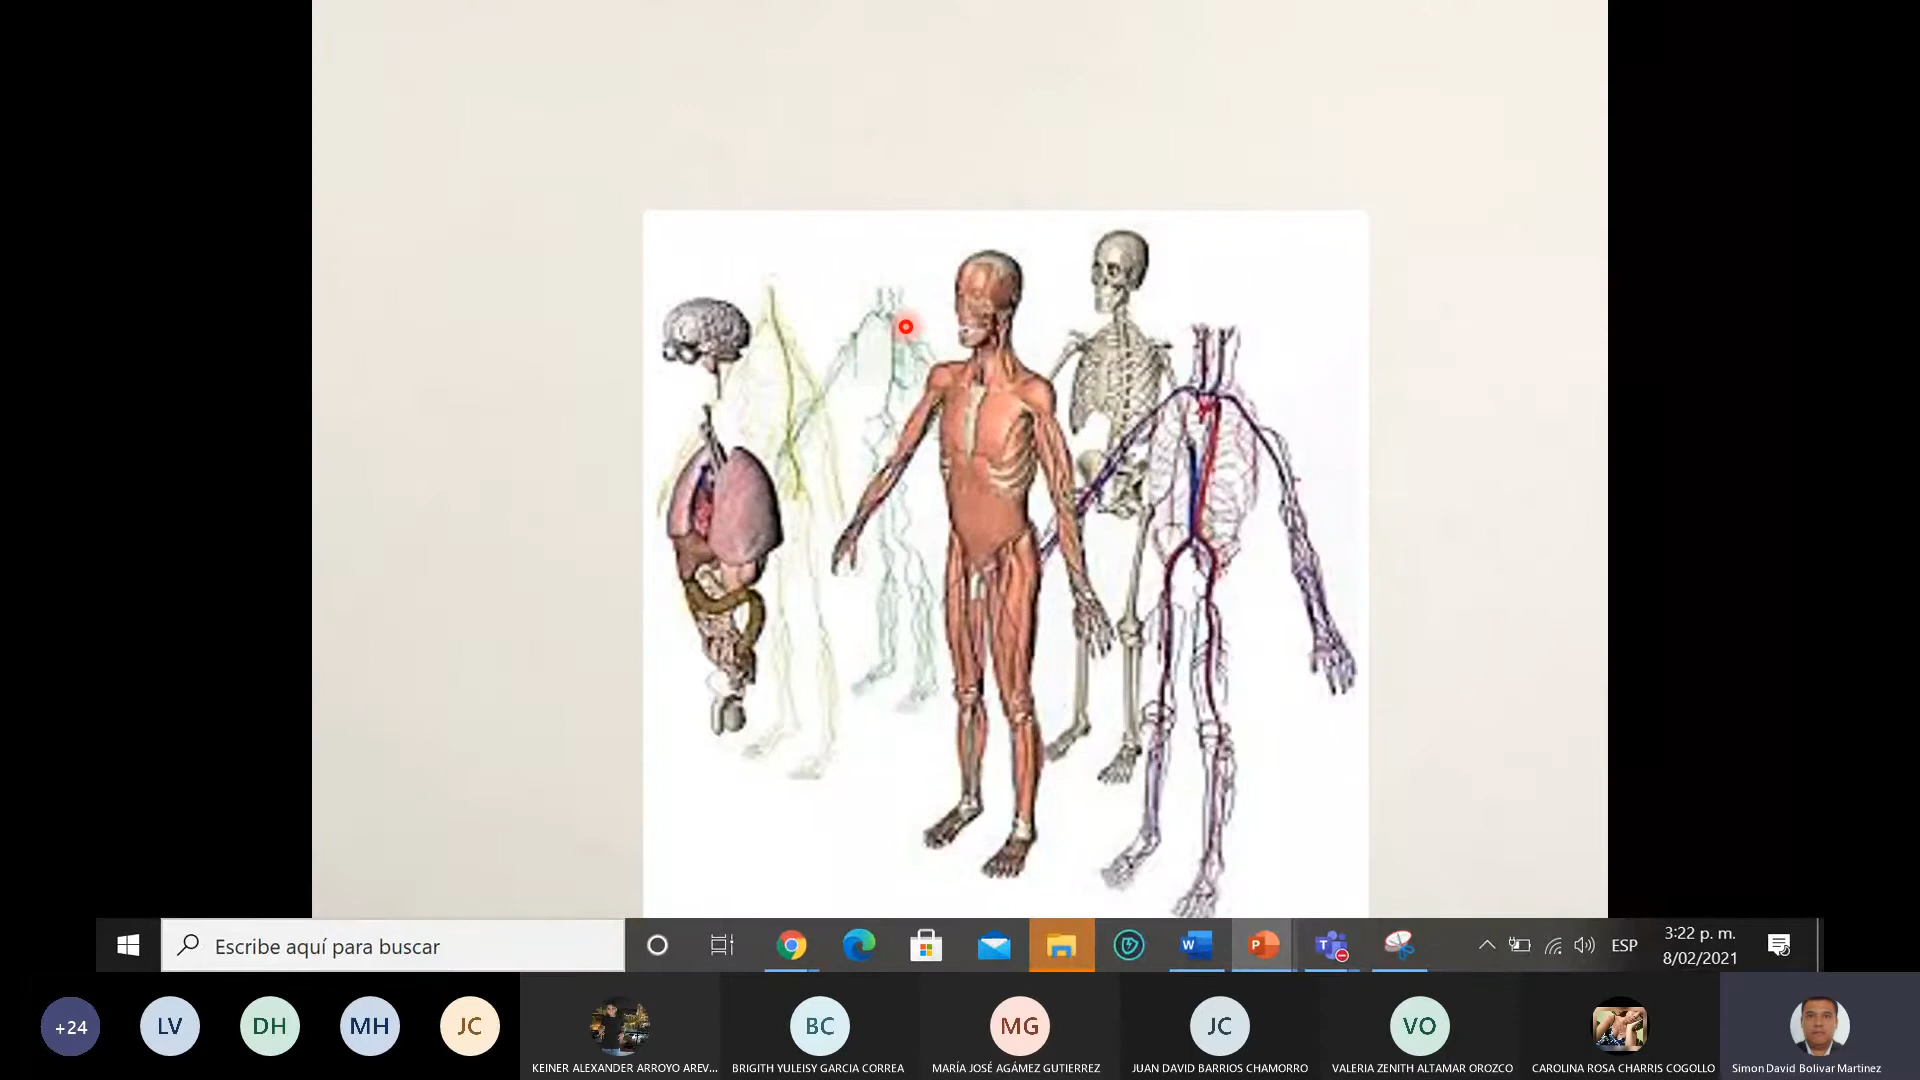 Escribe aquí para buscar
ESP
3:22 p. m.
8/02/2021
+24
LV
DH
MH
JC
BC
MG
JC
VO
KEINER ALEXANDER ARROYO AREV...
BRIGITH YULEISY GARCIA CORREA
MARÍA JOSÉ AGÁMEZ GUTIERREZ
JUAN DAVID BARRIOS CHAMORRO
VALERIA ZENITH ALTAMAR OROZCO
CAROLINA ROSA CHARRIS COGOLLO
Simon David Bolivar Martinez